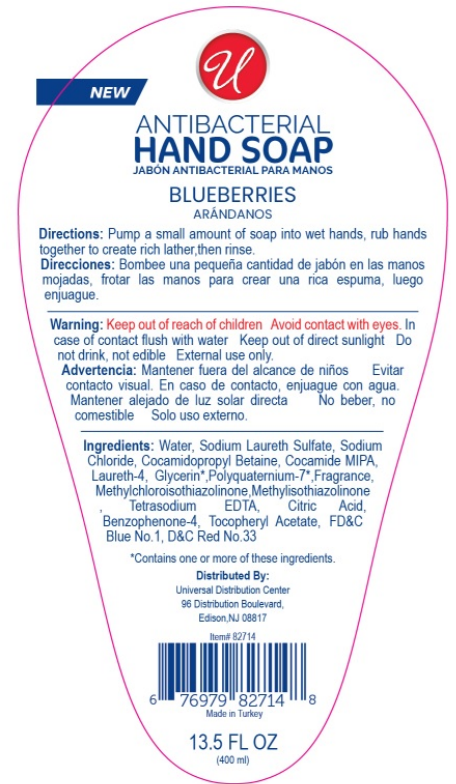 U
NEW
ANTIBACTERIAL
HAND SOAP
JABÓN ANTIBACTERIAL PARA MANOS
BLUEBERRIES
ARÁNDANOS
Directions: Pump a small amount of soap into wet hands, rub hands
together to create rich lather,then rinse.
Direcciones: Bombee una pequeña cantidad de jabón en las manos
mojadas, frotar las manos para crear una rica espuma, luego
enjuague.
Warning: Keep out of reach of children Avoid contact with eyes. In
case of contact flush with water Keep out of direct sunlight Do
not drink, not edible External use only.
Advertencia: Mantener fuera del alcance de niños Evitar
contacto visual. En caso de contacto, enjuague con agua.
Mantener alejado de luz solar directa No beber, no
comestible Solo uso externo.
Ingredients: Water, Sodium Laureth Sulfate, Sodium
Chloride, Cocamidopropyl Betaine, Cocamide MIPA,
Laureth-4, Glycerin*,Polyquaternium-7*,Fragrance,
Methylchloroisothiazolinone,Methylisothiazolinone
, Tetrasodium EDTA, Citric Acid,
Benzophenone-4, Tocopheryl Acetate, FD&C
Blue No.1, D&C Red No.33
*Contains one or more of these ingredients.
Distributed By:
Universal Distribution Center
96 Distribution Boulevard,
Edison,NJ 08817
Item# 82714
6 76979 82714 8
Made in Turkey
13.5 FL OZ
(400 ml)